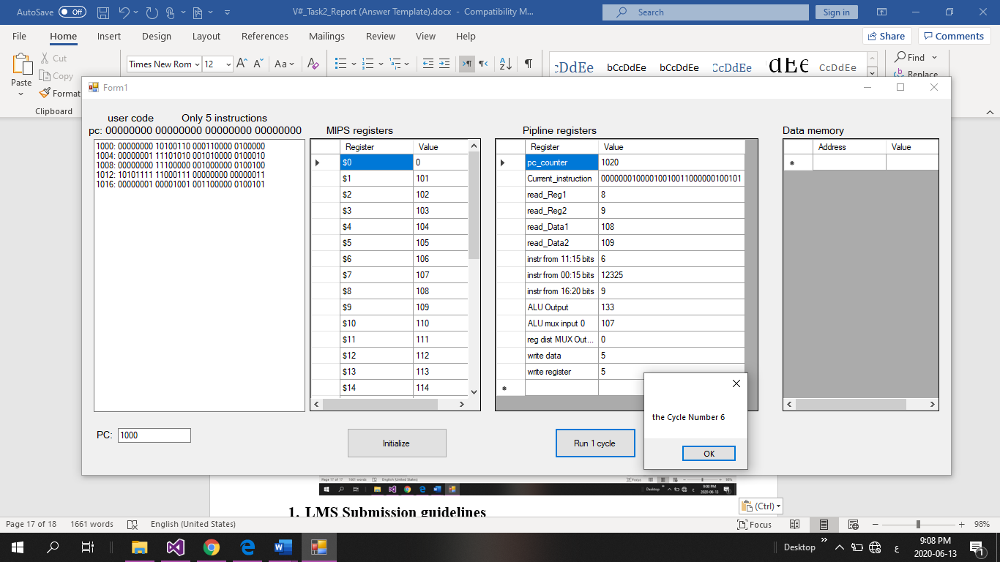 AutoSave Off V#_Task2_Report (Answer Template).docx - Compatibility M... Search Sign in
File Home Insert Design Layout References Mailings Review View Help Share Comments
Cut
Copy
Format
Paste
Clipboard
Times New Rom 12 Aa
bCcDdEe bCcDdEe CcDdEe CcDdEe
Find
Replace
Form1
user code Only 5 instructions
pc: 00000000 00000000 00000000 00000000
1000: 00000000 10100110 000110000 0100000
1004: 00000001 11101010 001010000 0100010
1008: 00000000 11100000 001000000 0100100
1012: 10101111 11000111 00000000 00000011
1016: 00000001 00001001 001100000 0100101
PC: 1000
MIPS registers
Register Value
$0 0
$1 101
$2 102
$3 103
$4 104
$5 105
$6 106
$7 107
$8 108
$9 109
$10 110
$11 111
$12 112
$13 113
$14 114
Initialize
Pipline registers
Register Value
pc_counter 1020
Current_instruction 00000001000010010011000000100101
read_Reg1 8
read_Reg2 9
read_Data1 108
read_Data2 109
instr from 11:15 bits 6
instr from 00:15 bits 12325
instr from 16:20 bits 9
ALU Output 133
ALU mux input 0 107
reg dist MUX Out... 0
write data 5
write register 5
Run 1 cycle
Data memory
Address Value
the Cycle Number 6
OK
1. LMS Submission guidelines
(Ctrl)
Page 17 of 18 1661 words English (United States) Focus 98%
Desktop ع 9:08 PM
2020-06-13
1